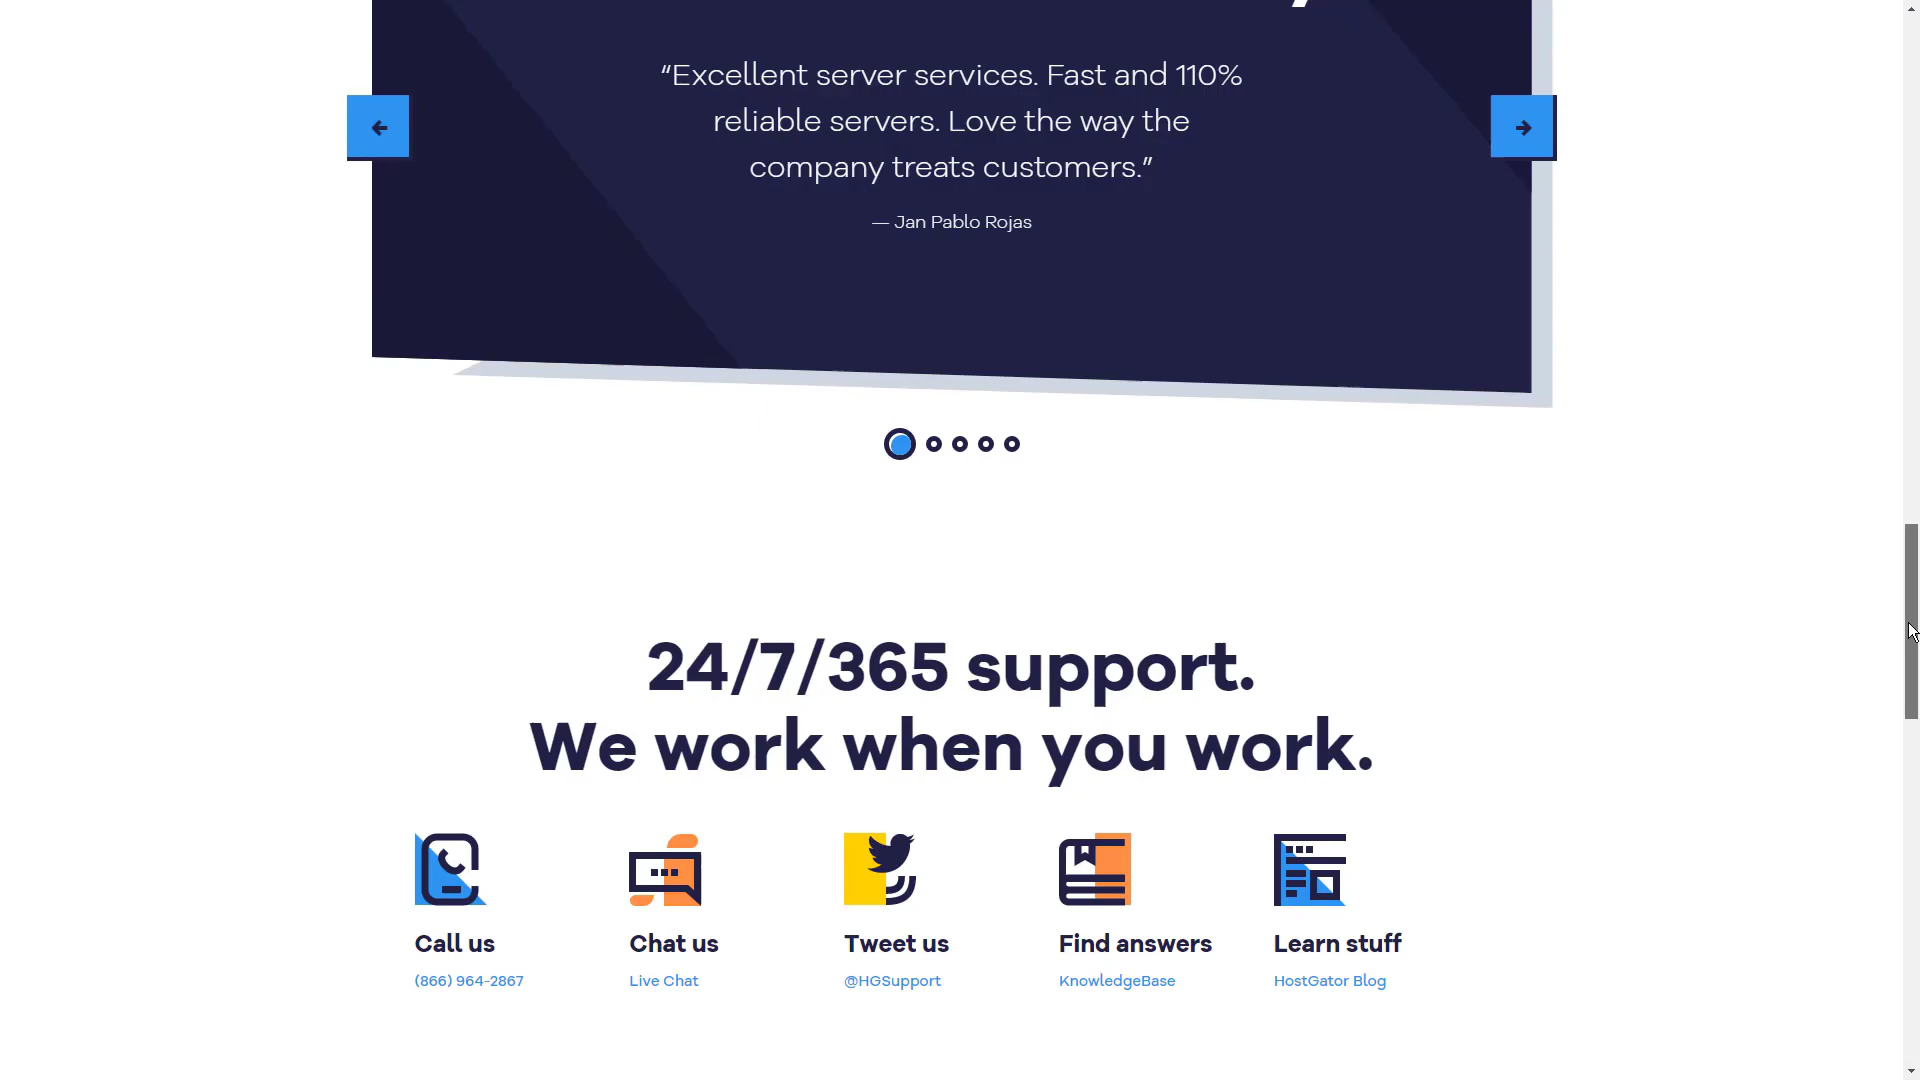 “Excellent server services. Fast and 110%
reliable servers. Love the way the
company treats customers.”
— Jan Pablo Rojas
24/7/365 support.
We work when you work.
Call us
(866) 964-2867
Chat us
Live Chat
Tweet us
@HGSupport
Find answers
KnowledgeBase
Learn stuff
HostGator Blog